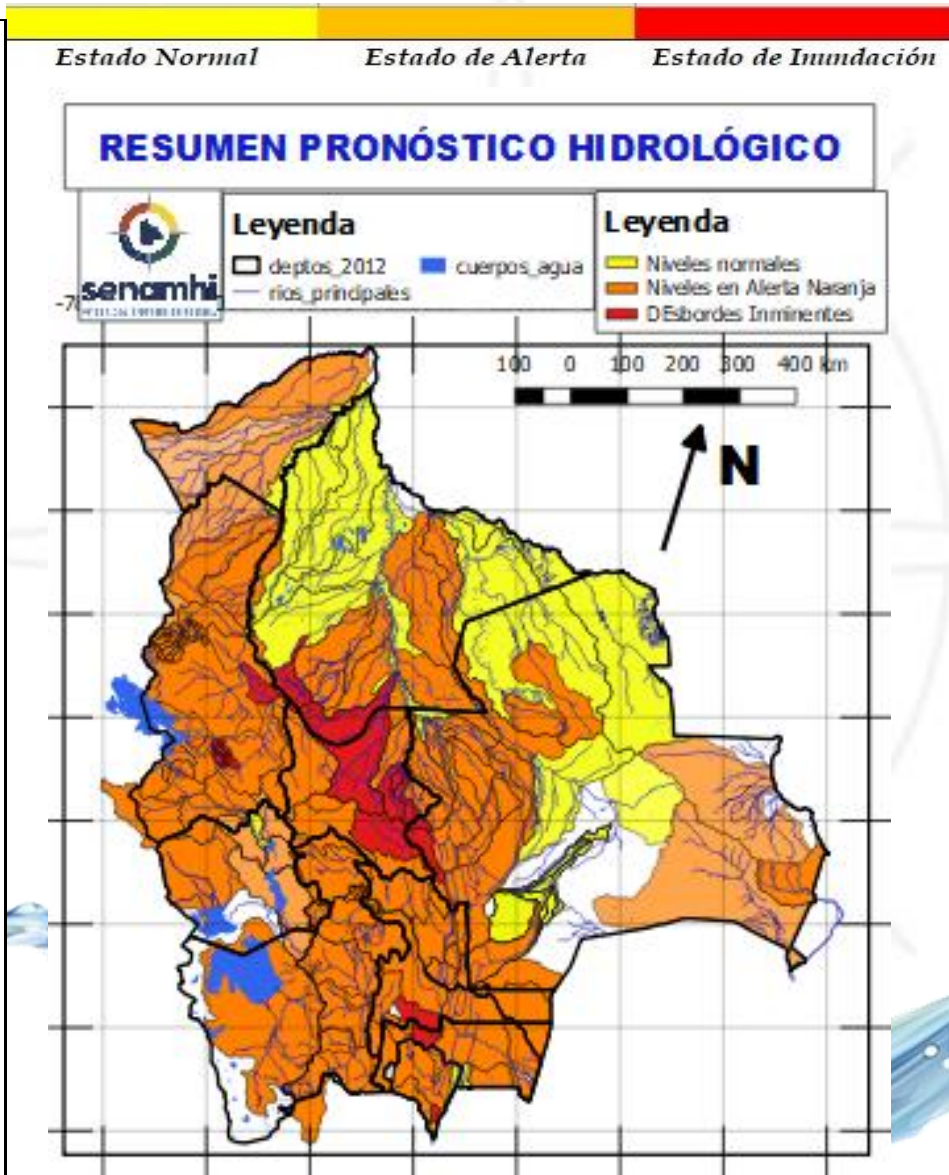 Estado Normal Estado de Alerta Estado de Inundación
RESUMEN PRONÓSTICO HIDROLÓGICO
senamhi
Leyenda
deptos_2012 cuerpos_agua
rios_principales
Leyenda
Niveles normales
Niveles en Alerta Naranja
DEsbordes Inminentes
100 0 100 200 300 400 km
N